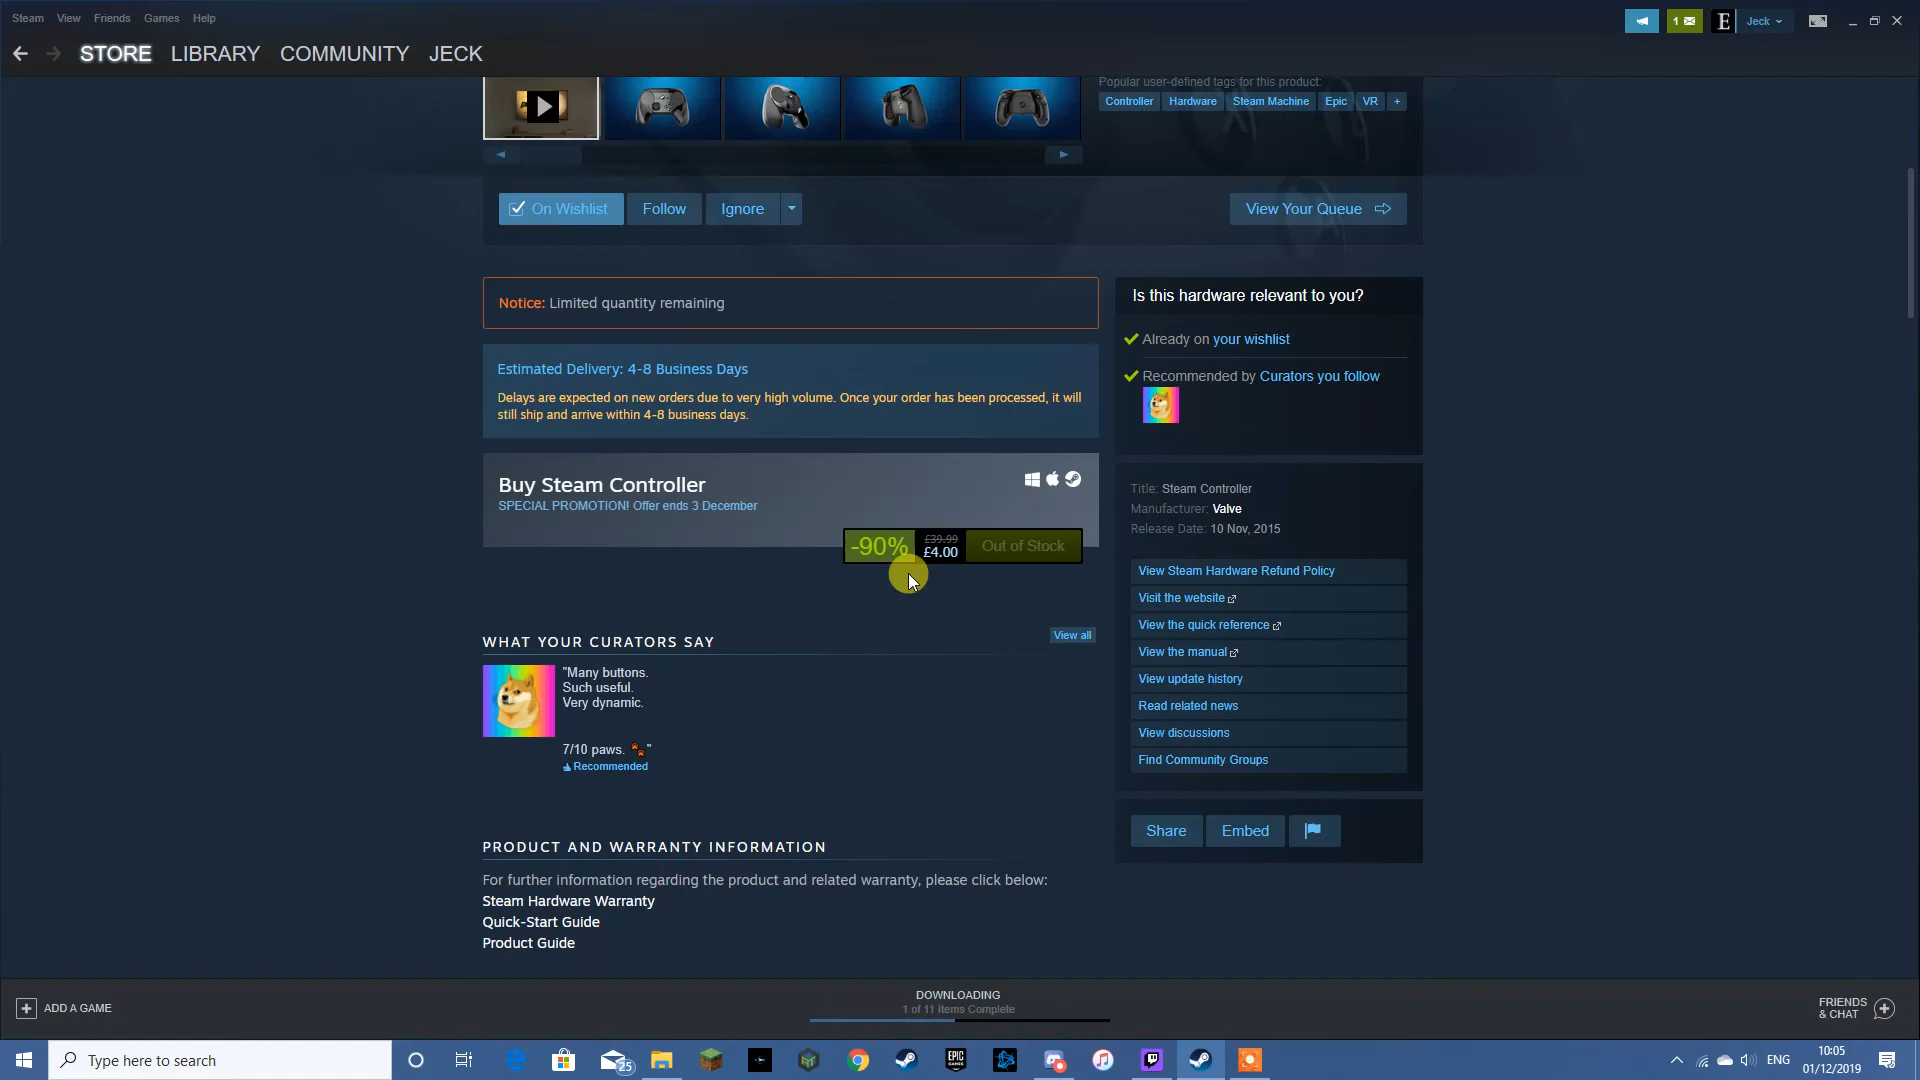 Steam View Friends Games Help
1
E
Jeck
STORE LIBRARY COMMUNITY JECK
Popular user-defined tags for this product:
Controller Hardware Steam Machine Epic VR +
On Wishlist Follow Ignore View Your Queue
Notice: Limited quantity remaining
Estimated Delivery: 4-8 Business Days
Delays are expected on new orders due to very high volume. Once your order has been processed, it will
still ship and arrive within 4-8 business days.
Buy Steam Controller
SPECIAL PROMOTION! Offer ends 3 December
-90% £39.99 Out of Stock
£4.00
Is this hardware relevant to you?
Already on your wishlist
Recommended by Curators you follow
Title: Steam Controller
Manufacturer: Valve
Release Date: 10 Nov, 2015
View Steam Hardware Refund Policy
Visit the website
View the quick reference
View the manual
View update history
Read related news
View discussions
Find Community Groups
Share Embed
WHAT YOUR CURATORS SAY View all
"Many buttons.
Such useful.
Very dynamic.
7/10 paws. "
Recommended
PRODUCT AND WARRANTY INFORMATION
For further information regarding the product and related warranty, please click below:
Steam Hardware Warranty
Quick-Start Guide
Product Guide
+ ADD A GAME
DOWNLOADING
1 of 11 Items Complete
FRIENDS
& CHAT +
Type here to search
25
EPIC
GAMES
ENG
10:05
01/12/2019